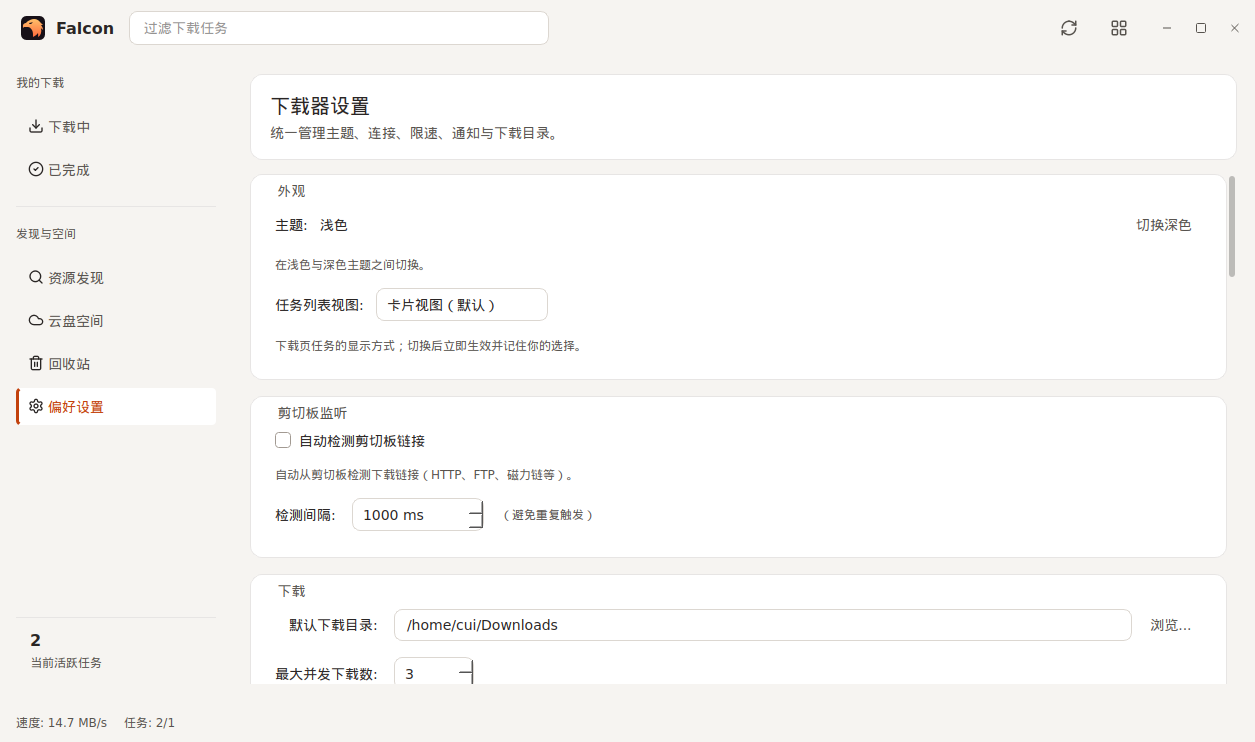 Falcon
过滤下载任务
我的下载
下载中
已完成
发现与空间
资源发现
云盘空间
回收站
偏好设置
2
当前活跃任务
速度: 14.7 MB/s 任务: 2/1
下载器设置
统一管理主题、连接、限速、通知与下载目录。
外观
主题: 浅色 切换深色
在浅色与深色主题之间切换。
任务列表视图: 卡片视图（默认）
下载页任务的显示方式；切换后立即生效并记住你的选择。
剪切板监听
自动检测剪切板链接
自动从剪切板检测下载链接（HTTP、FTP、磁力链等）。
检测间隔: 1000 ms （避免重复触发）
下载
默认下载目录: /home/cui/Downloads 浏览...
最大并发下载数: 3